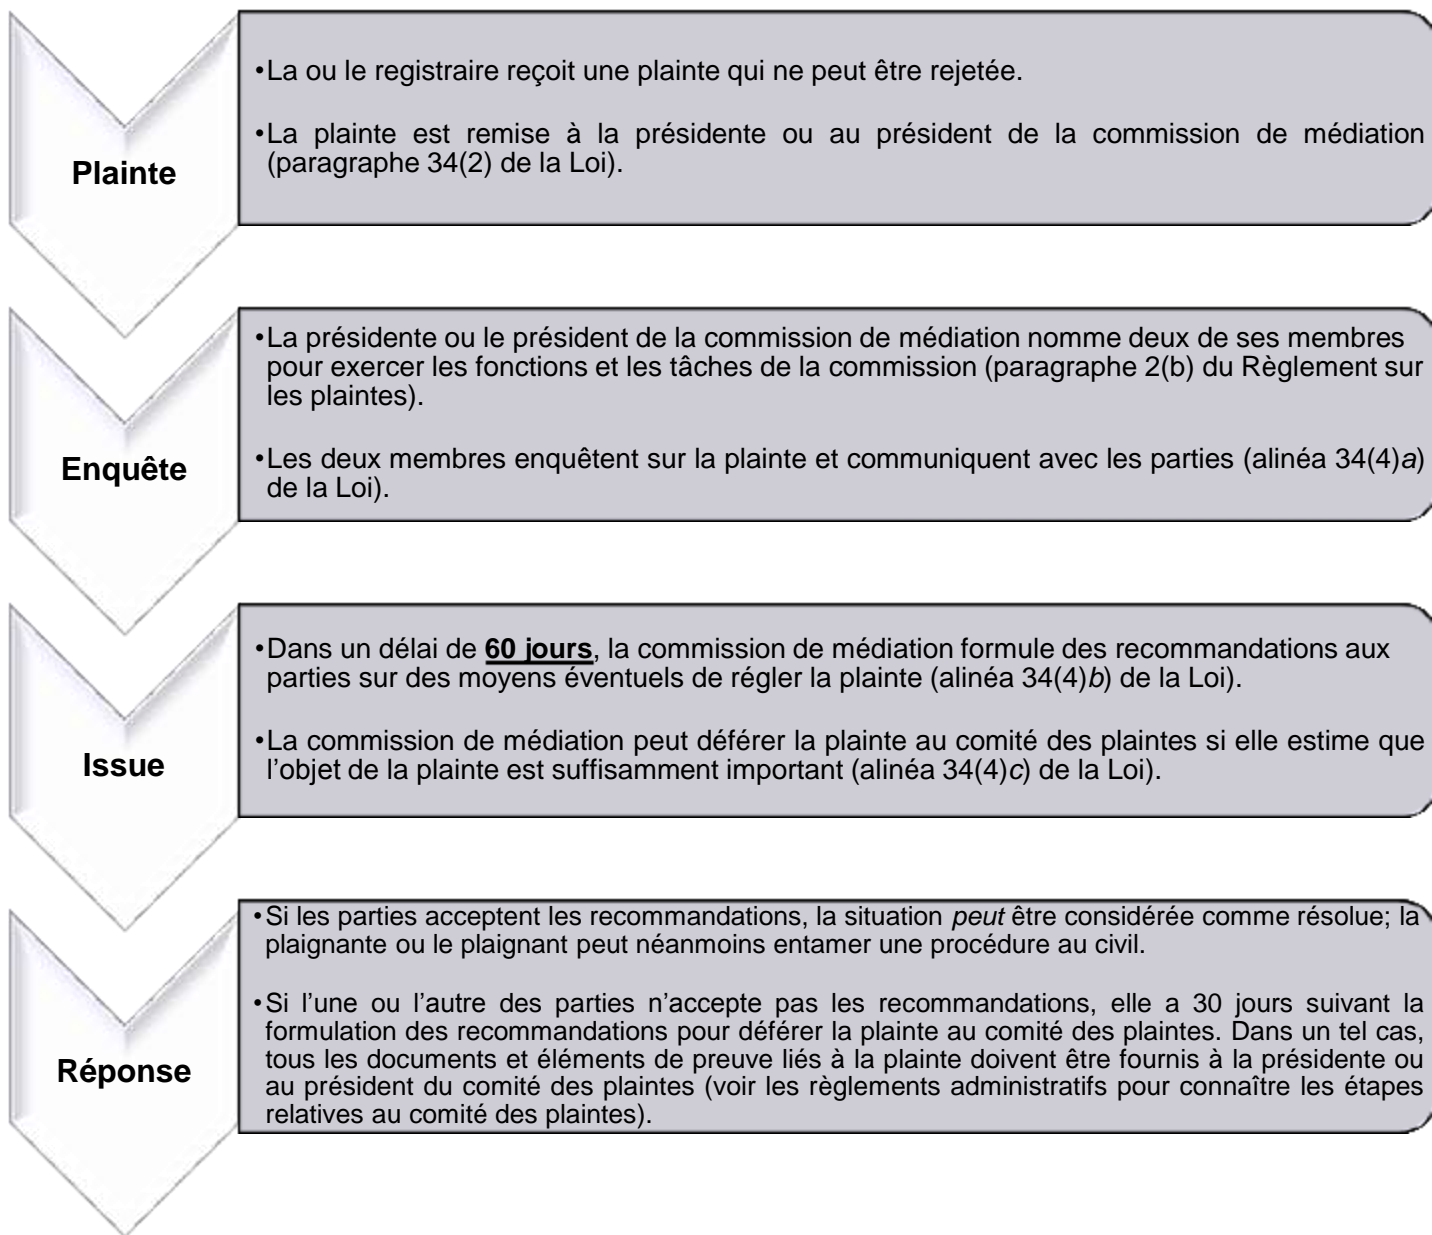 Plainte
•La ou le registraire reçoit une plainte qui ne peut être rejetée.
•La plainte est remise à la présidente ou au président de la commission de médiation
(paragraphe 34(2) de la Loi).
Enquête
•La présidente ou le président de la commission de médiation nomme deux de ses membres
pour exercer les fonctions et les tâches de la commission (paragraphe 2(b) du Règlement sur
les plaintes).
•Les deux membres enquêtent sur la plainte et communiquent avec les parties (alinéa 34(4)a)
de la Loi).
Issue
•Dans un délai de 60 jours, la commission de médiation formule des recommandations aux
parties sur des moyens éventuels de régler la plainte (alinéa 34(4)b) de la Loi).
•La commission de médiation peut déférer la plainte au comité des plaintes si elle estime que
l’objet de la plainte est suffisamment important (alinéa 34(4)c) de la Loi).
Réponse
•Si les parties acceptent les recommandations, la situation peut être considérée comme résolue; la
plaignante ou le plaignant peut néanmoins entamer une procédure au civil.
•Si l’une ou l’autre des parties n’accepte pas les recommandations, elle a 30 jours suivant la
formulation des recommandations pour déférer la plainte au comité des plaintes. Dans un tel cas,
tous les documents et éléments de preuve liés à la plainte doivent être fournis à la présidente ou
au président du comité des plaintes (voir les règlements administratifs pour connaître les étapes
relatives au comité des plaintes).